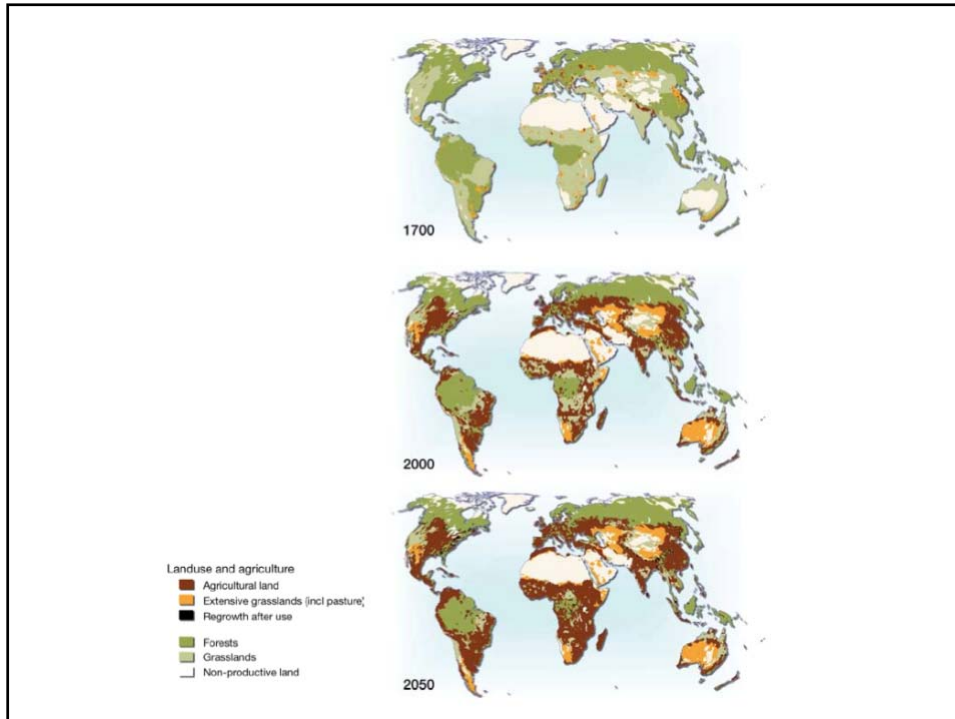 1700
2000
Landuse and agriculture
Agricultural land
Extensive grasslands (incl pasture)
Regrowth after use
Forests
Grasslands
Non-productive land
2050